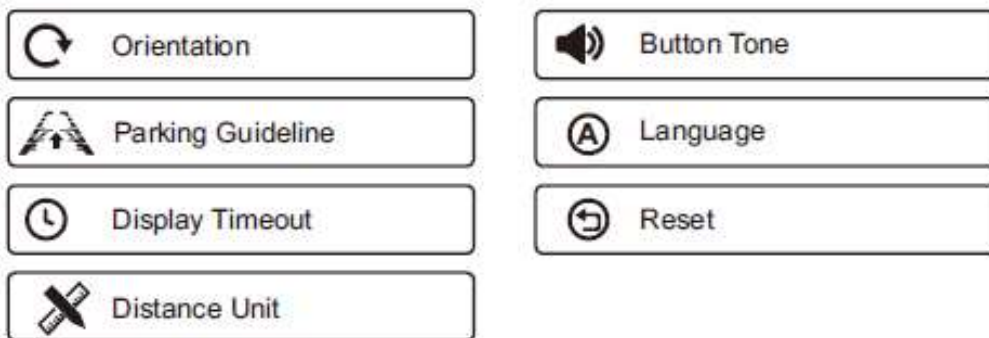 Orientation
Parking Guideline
Display Timeout
Distance Unit
Button Tone
A Language
Reset